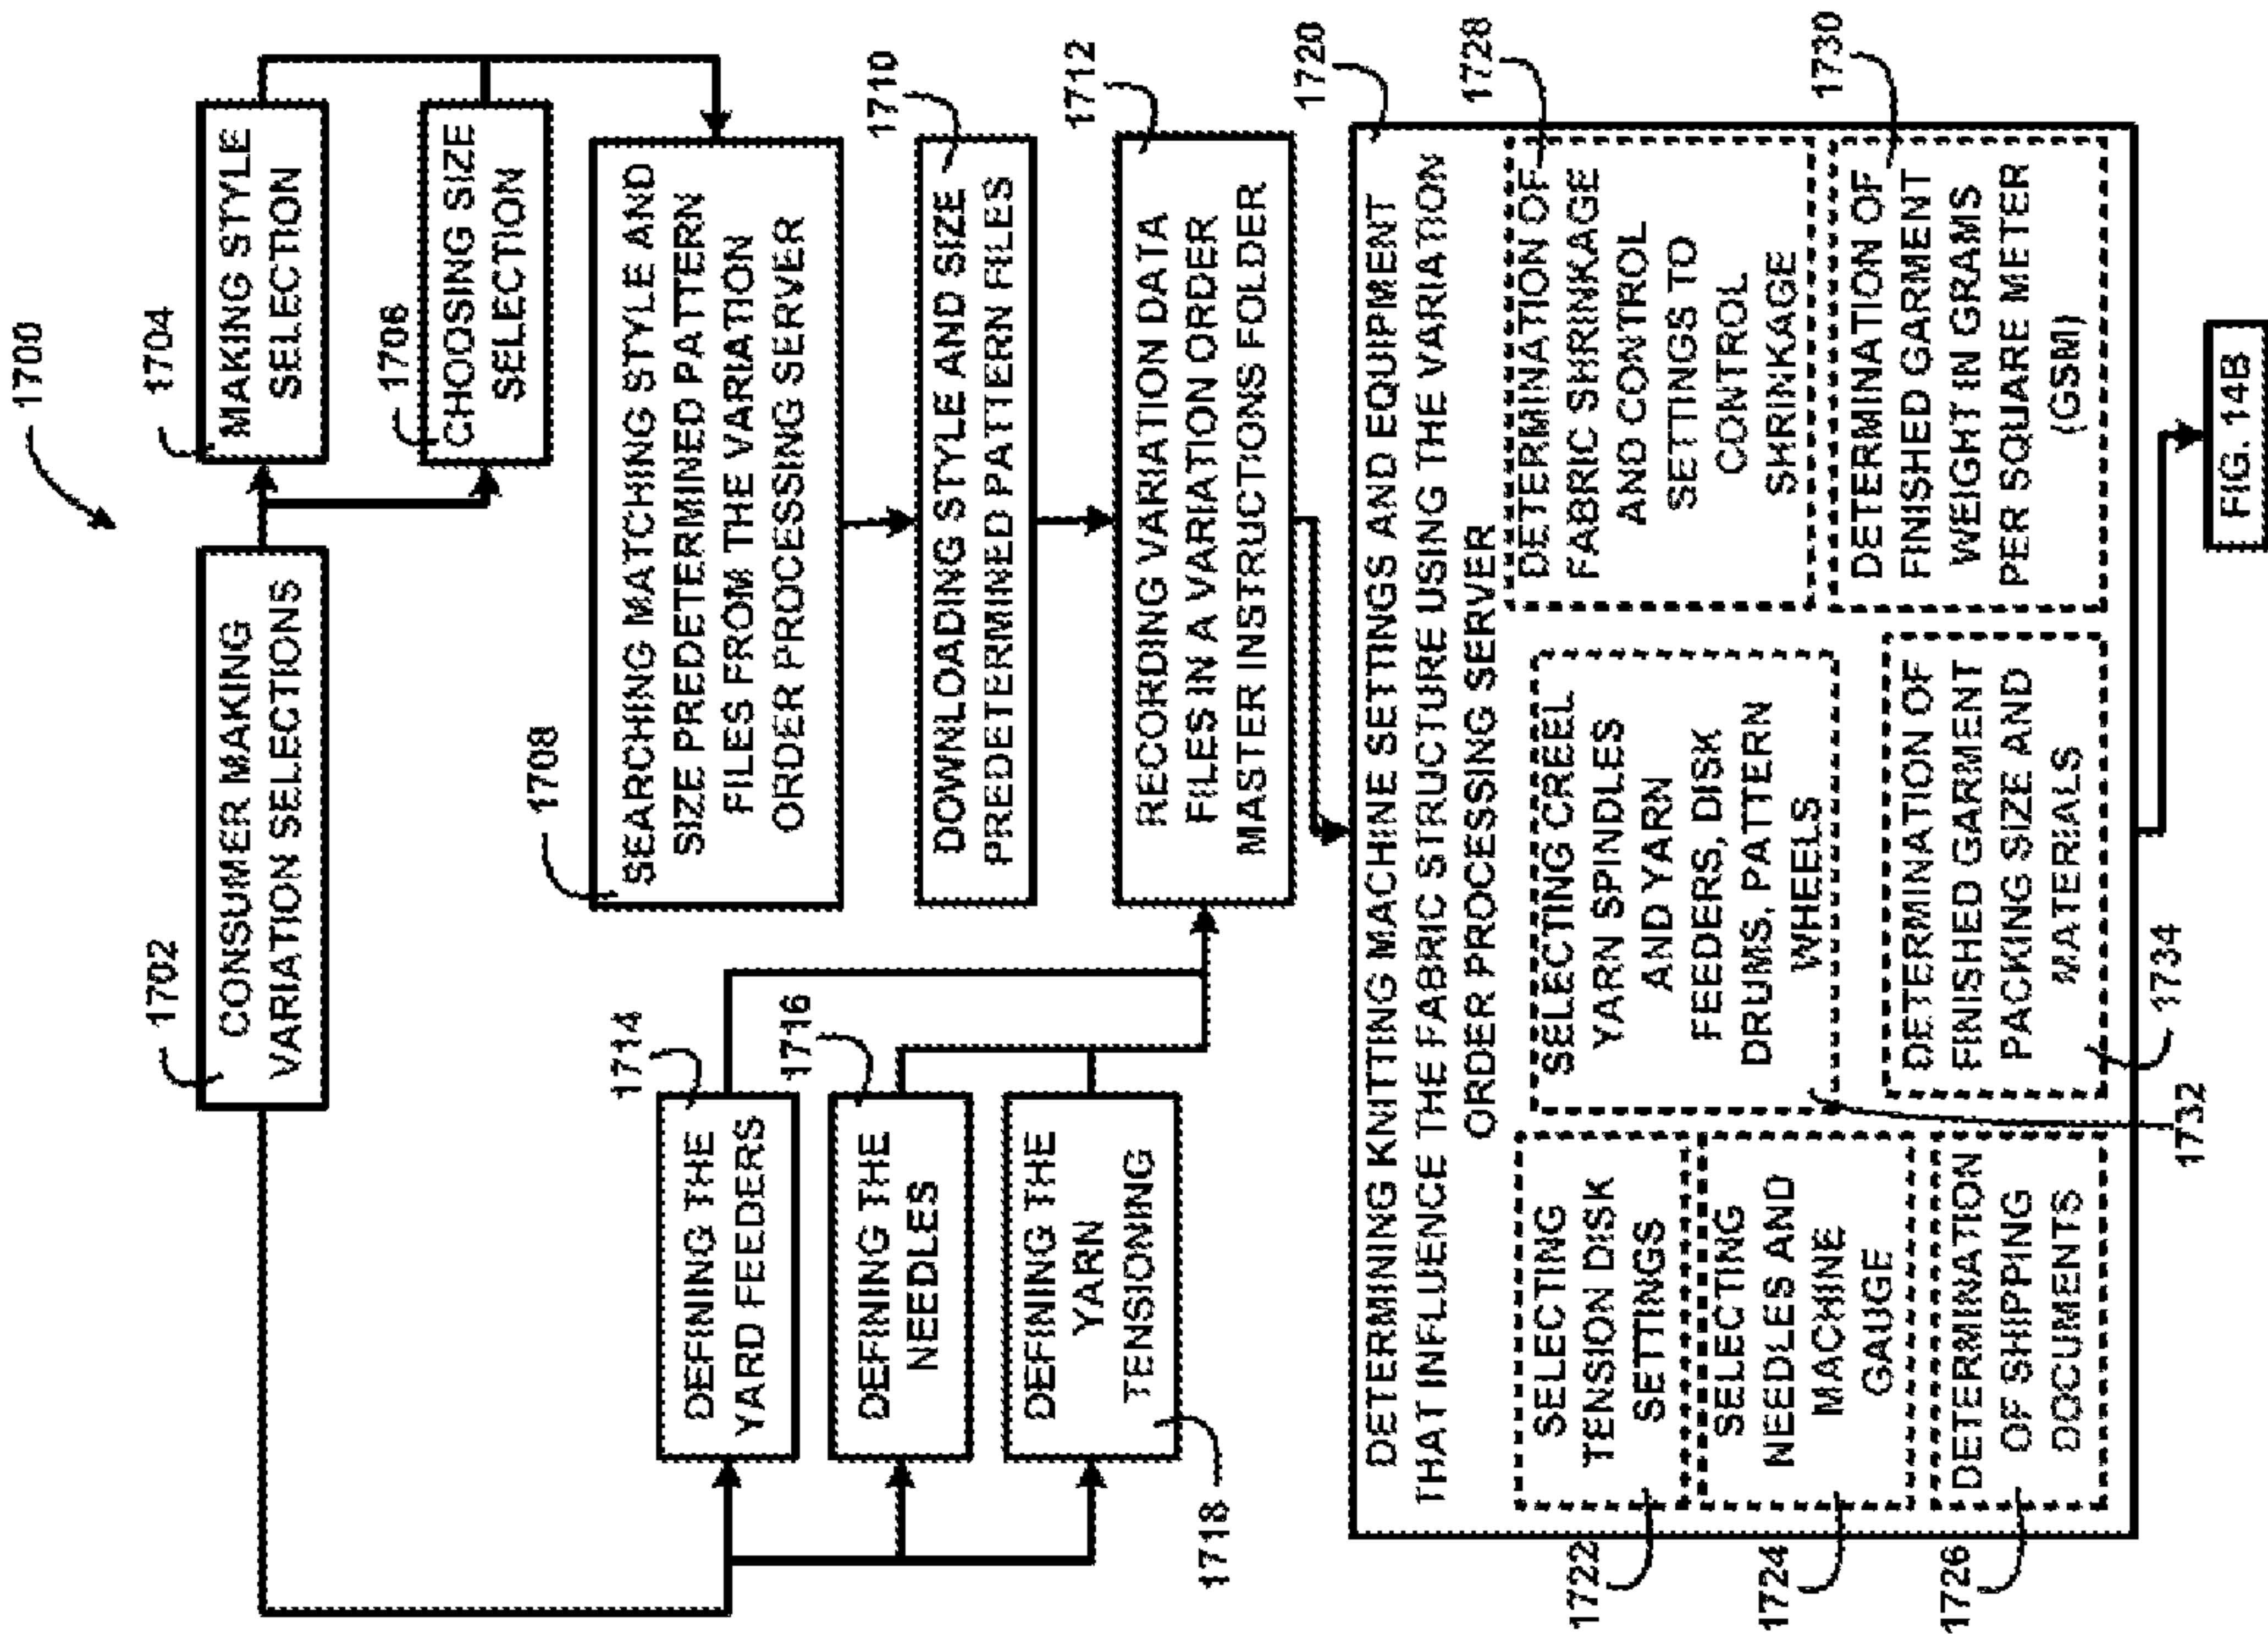 1700
1702
CONSUMER MAKING
VARIATION SELECTIONS
1704
MAKING STYLE
SELECTION
1706
CHOOSING SIZE
SELECTION
1708
SEARCHING MATCHING STYLE AND
SIZE PREDETERMINED PATTERN
FILES FROM THE VARIATION
ORDER PROCESSING SERVER
1710
DOWNLOADING STYLE AND SIZE
PREDETERMINED PATTERN FILES
1712
RECORDING VARIATION DATA
FILES IN A VARIATION ORDER
MASTER INSTRUCTIONS FOLDER
1714
DEFINING THE
YARD FEEDERS
1716
DEFINING THE
NEEDLES
DEFINING THE
YARN
TENSIONING
1718
1720
DETERMINING KNITTING MACHINE SETTINGS AND EQUIPMENT
THAT INFLUENCE THE FABRIC STRUCTURE USING THE VARIATION
ORDER PROCESSING SERVER
SELECTING
TENSION DISK
SETTINGS
1722
SELECTING
NEEDLES AND
MACHINE
GAUGE
1724
DETERMINATION
OF SHIPPING
DOCUMENTS
1726
SELECTING CREEL
YARN SPINDLES
AND YARN
FEEDERS, DISK
DRUMS, PATTERN
WHEELS
1732
DETERMINATION OF
FINISHED GARMENT
PACKING SIZE AND
MATERIALS
1734
1728
DETERMINATION OF
FABRIC SHRINKAGE
AND CONTROL
SETTINGS TO
CONTROL
SHRINKAGE
1730
DETERMINATION OF
FINISHED GARMENT
WEIGHT IN GRAMS
PER SQUARE METER
(GSM)
FIG. 14B